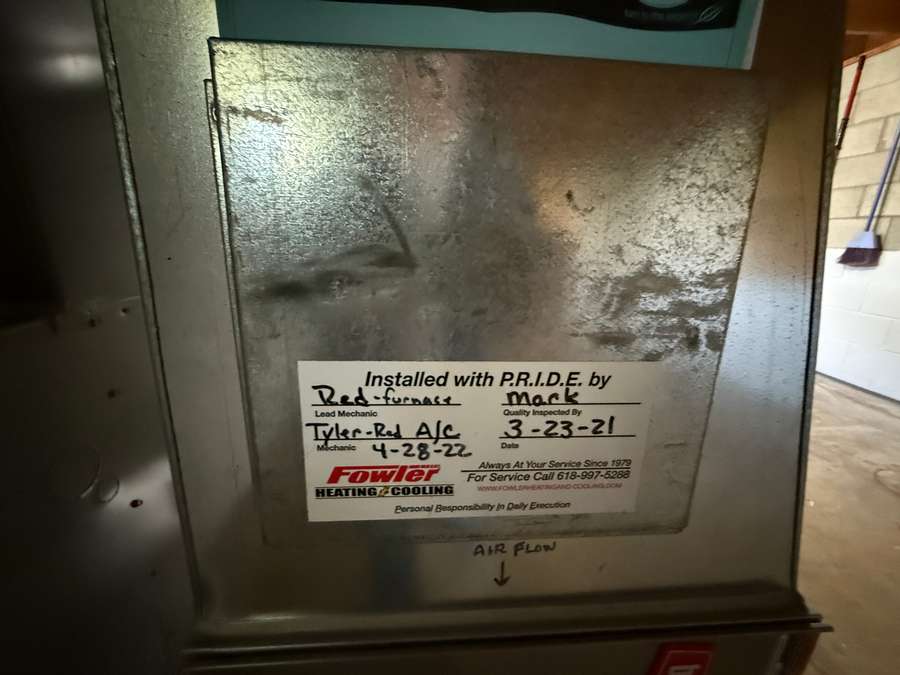 Installed with P.R.I.D.E. by
Red-furnace Mark
Lead Mechanic Quality Inspected By
Tyler-Red A/C 3-23-21
Mechanic 4-28-22 Date
Fowler
HEATING & COOLING
Always At Your Service Since 1979
For Service Call 618-997-5288
WWW.FOWLERHEATINGAND-COOLING.COM
Personal Responsibility In Daily Execution
AIR FLOW